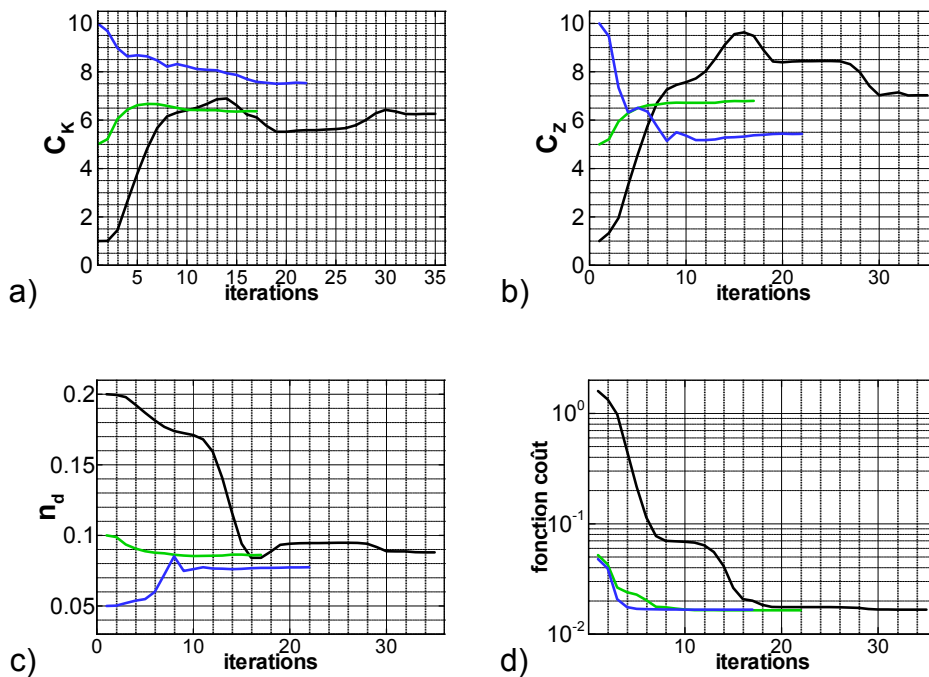 10
8
6
4
2
0
C_K
5 10 15 20 25 30 35
iterations
a)
10
8
6
4
2
0
C_Z
0 10 20 30
iterations
b)
0.2
0.15
0.1
0.05
n_d
0 10 20 30
iterations
c)
10^0
10^-1
10^-2
fonction coût
10 20 30
iterations
d)